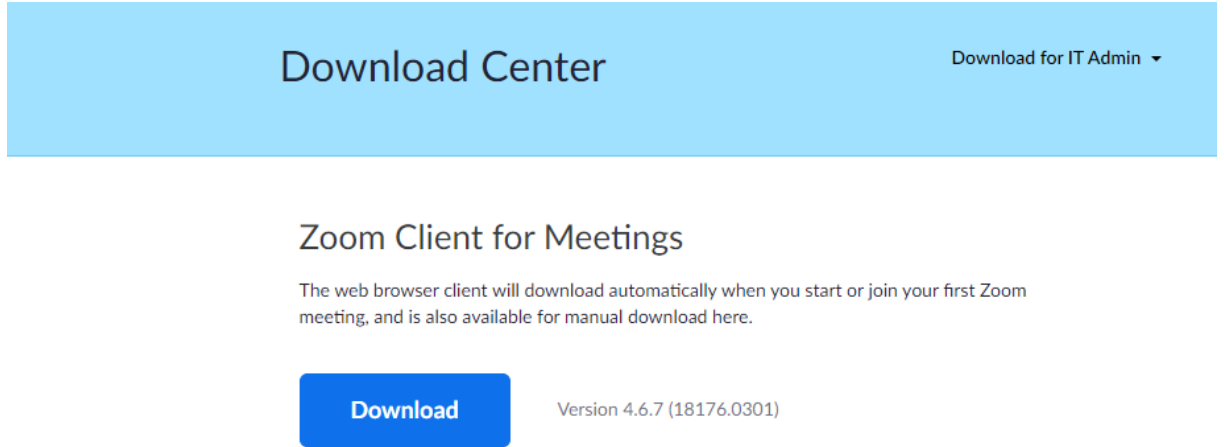 Download Center
Download for IT Admin
Zoom Client for Meetings
The web browser client will download automatically when you start or join your first Zoom
meeting, and is also available for manual download here.
Download
Version 4.6.7 (18176.0301)